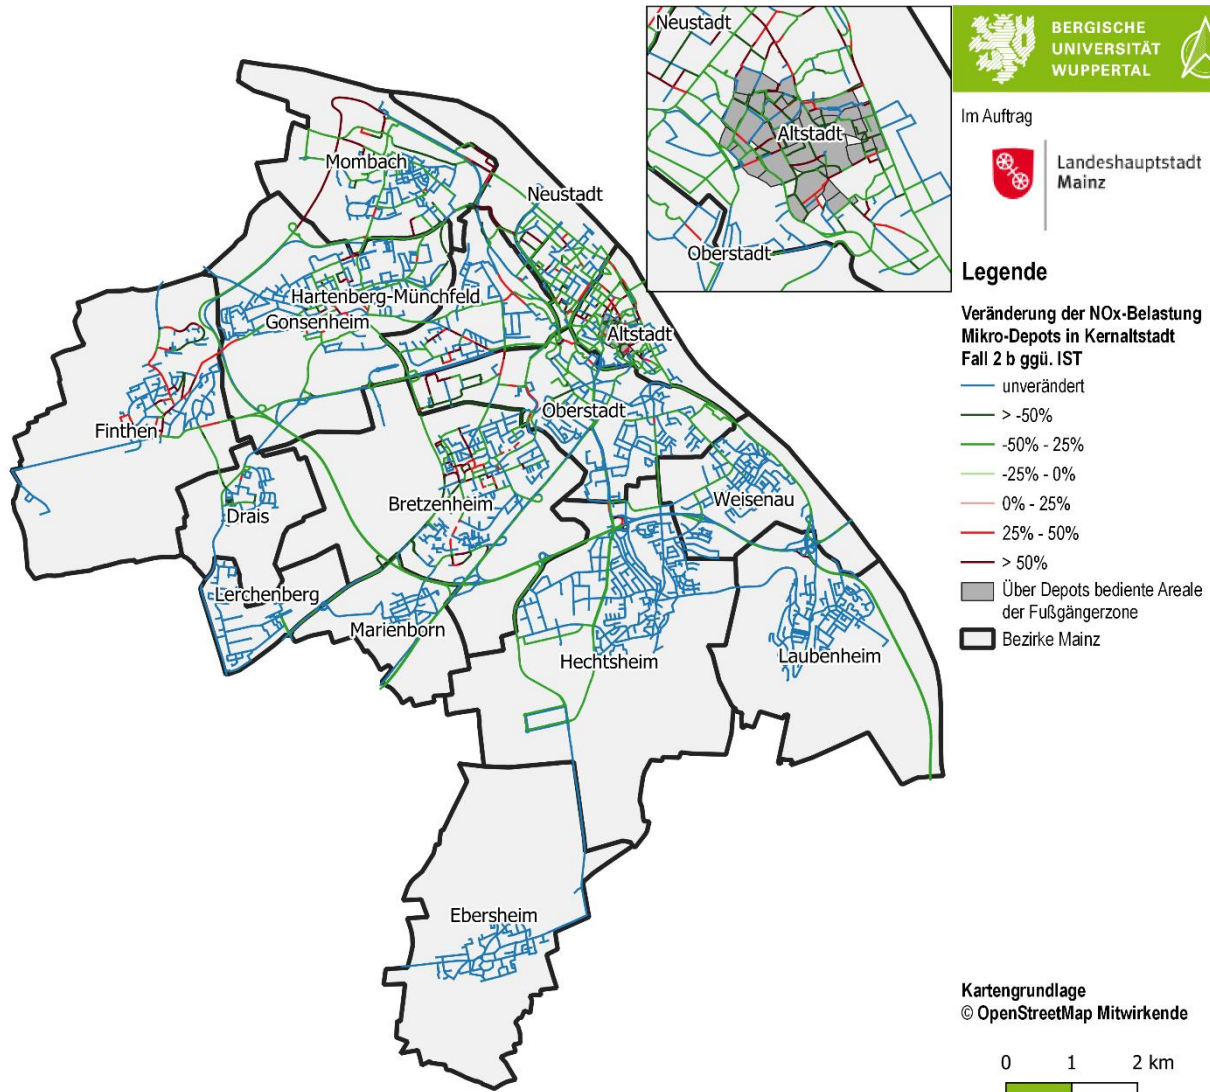 Neustadt
Altstadt
Oberstadt
BERGISCHE
UNIVERSITÄT
WUPPERTAL
Im Auftrag
Landeshauptstadt
Mainz
Mombach
Neustadt
Hartenberg-Münchfeld
Gonsenheim
Altstadt
Oberstadt
Finthen
Bretzenheim
Weisenau
Drais
Lerchenberg
Marienborn
Hechtsheim
Laubenheim
Ebersheim
Legende
Veränderung der NOx-Belastung
Mikro-Depots in Kernaltstadt
Fall 2 b ggü. IST
unverändert
> -50%
-50% - 25%
-25% - 0%
0% - 25%
25% - 50%
> 50%
Über Depots bediente Areale
der Fußgängerzone
Bezirke Mainz
Kartengrundlage
© OpenStreetMap Mitwirkende
0 1 2 km